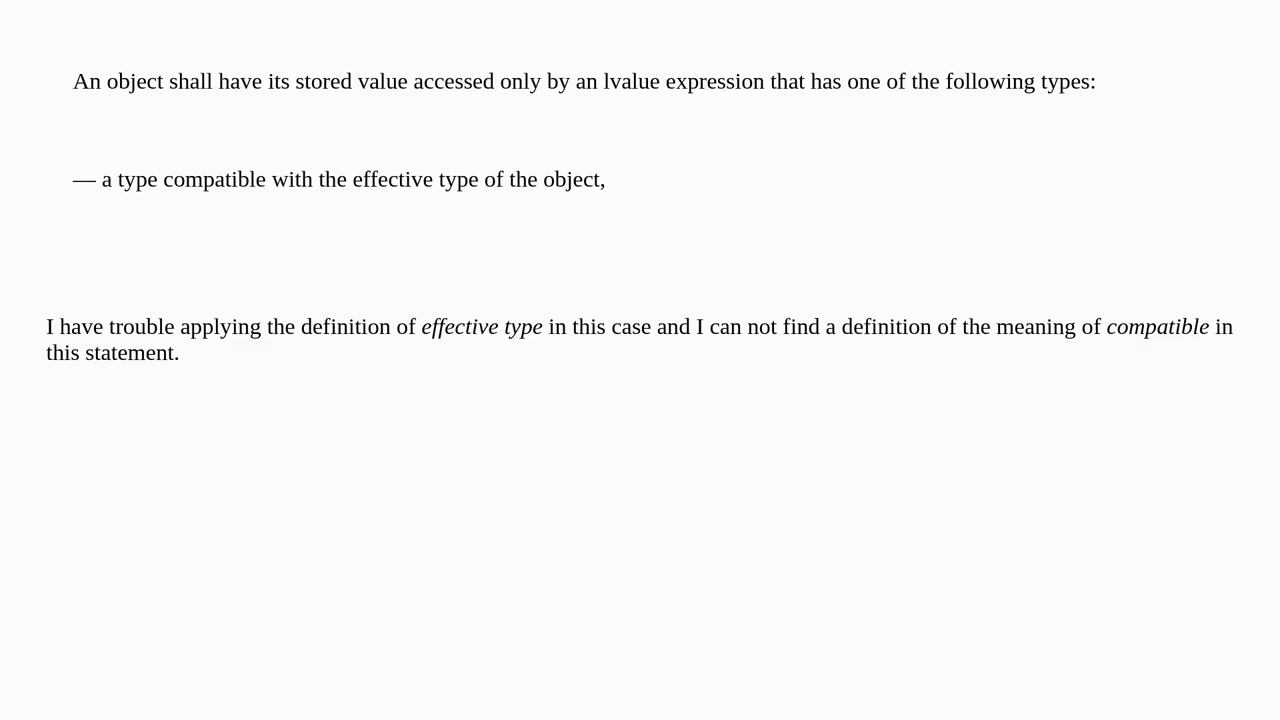 An object shall have its stored value accessed only by an lvalue expression that has one of the following types:
— a type compatible with the effective type of the object,
I have trouble applying the definition of effective type in this case and I can not find a definition of the meaning of compatible in
this statement.